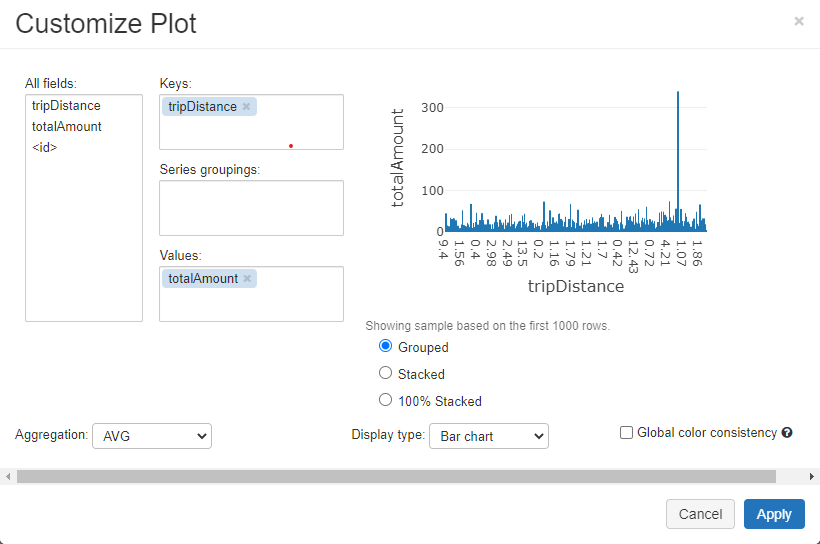 Customize Plot
×
All fields:
tripDistance
totalAmount
<id>
Keys:
tripDistance ×
Series groupings:
Values:
totalAmount ×
totalAmount
300
200
100
0
9.4
1.56
0.4
2.98
2.49
13.5
0.2
1.16
1.79
1.21
1.7
0.42
12.43
0.72
4.21
1.07
1.86
tripDistance
Showing sample based on the first 1000 rows.
Grouped
Stacked
100% Stacked
Aggregation: AVG
Display type: Bar chart
Global color consistency ?
Cancel
Apply